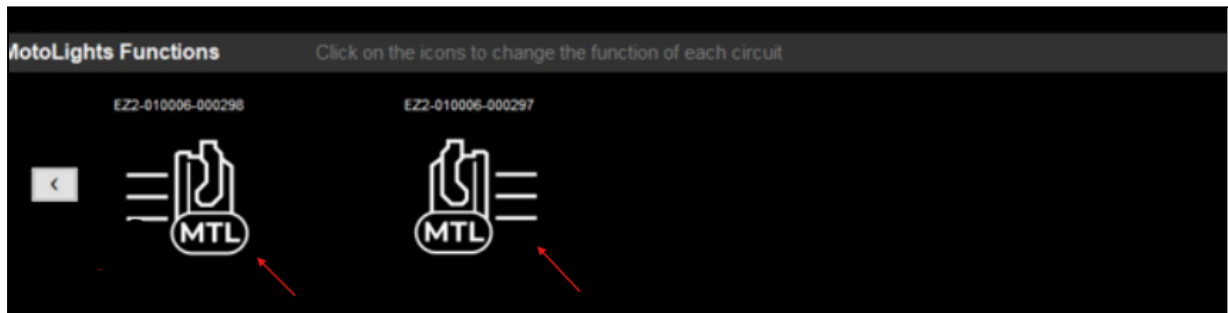 MotoLights Functions Click on the icons to change the function of each circuit
EZ2-010006-000298 EZ2-010006-000297
<
MTL MTL